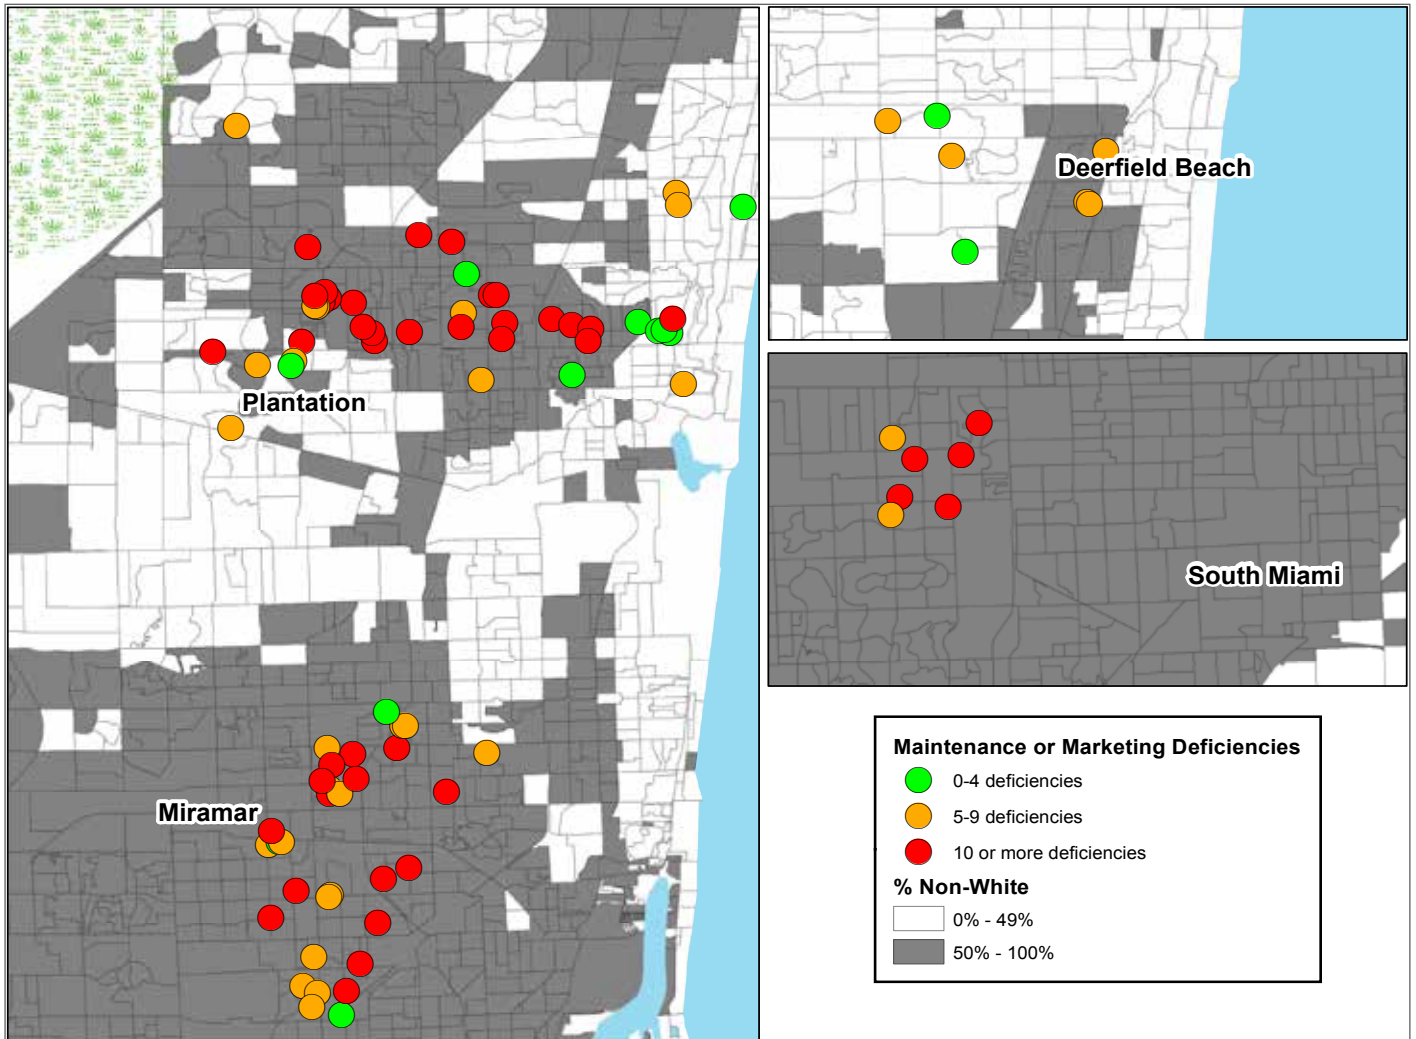 Deerfield Beach
Plantation
South Miami
Miramar
Maintenance or Marketing Deficiencies
0-4 deficiencies
5-9 deficiencies
10 or more deficiencies
% Non-White
0% - 49%
50% - 100%